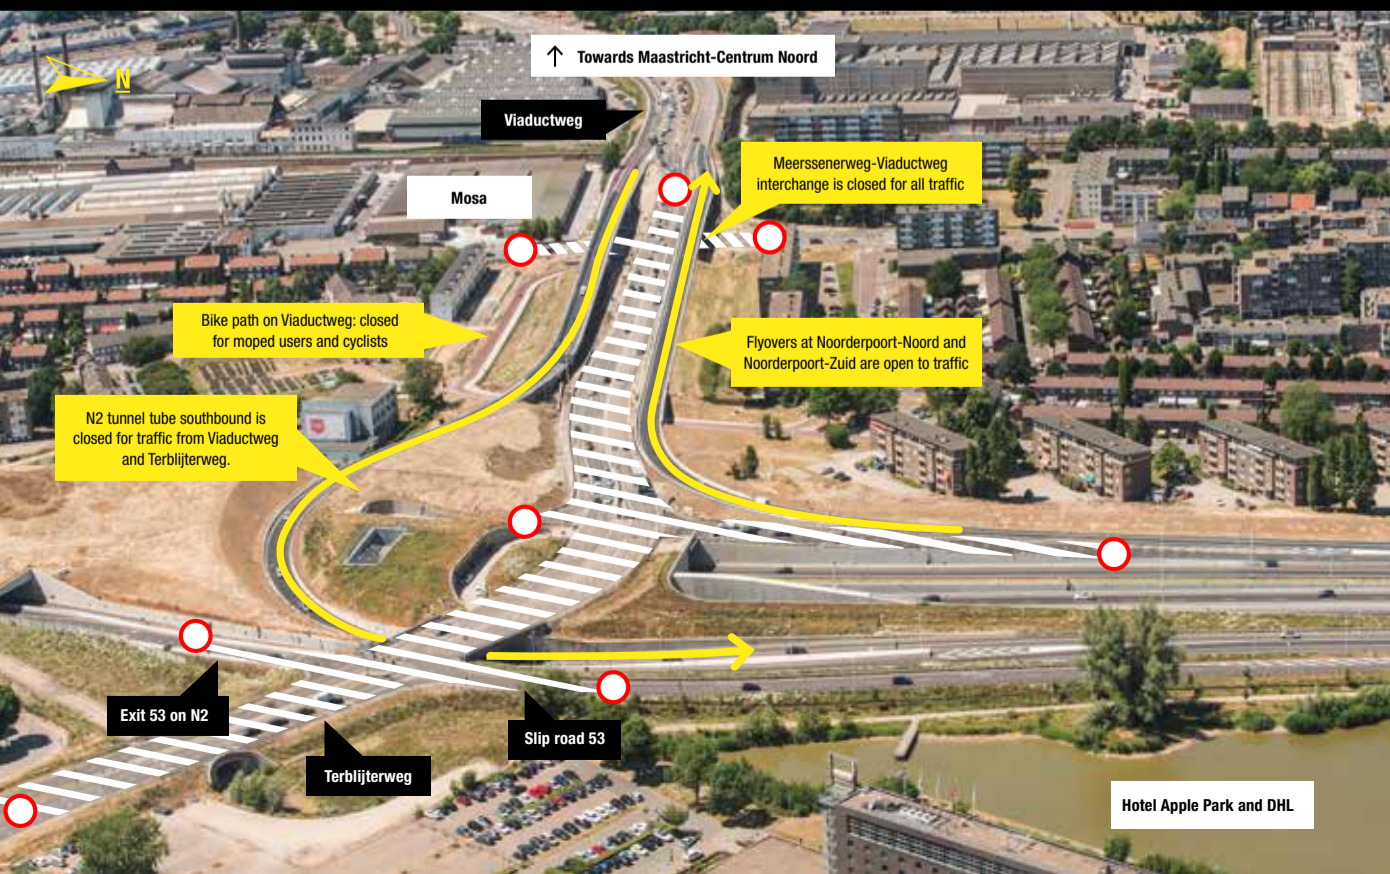 ↑ Towards Maastricht-Centrum Noord
N
Viaductweg
Meerssenerweg-Viaductweg
interchange is closed for all traffic
Mosa
Bike path on Viaductweg: closed
for moped users and cyclists
Flyovers at Noorderpoort-Noord and
Noorderpoort-Zuid are open to traffic
N2 tunnel tube southbound is
closed for traffic from Viaductweg
and Terblijterweg.
Exit 53 on N2
Slip road 53
Terblijterweg
Hotel Apple Park and DHL